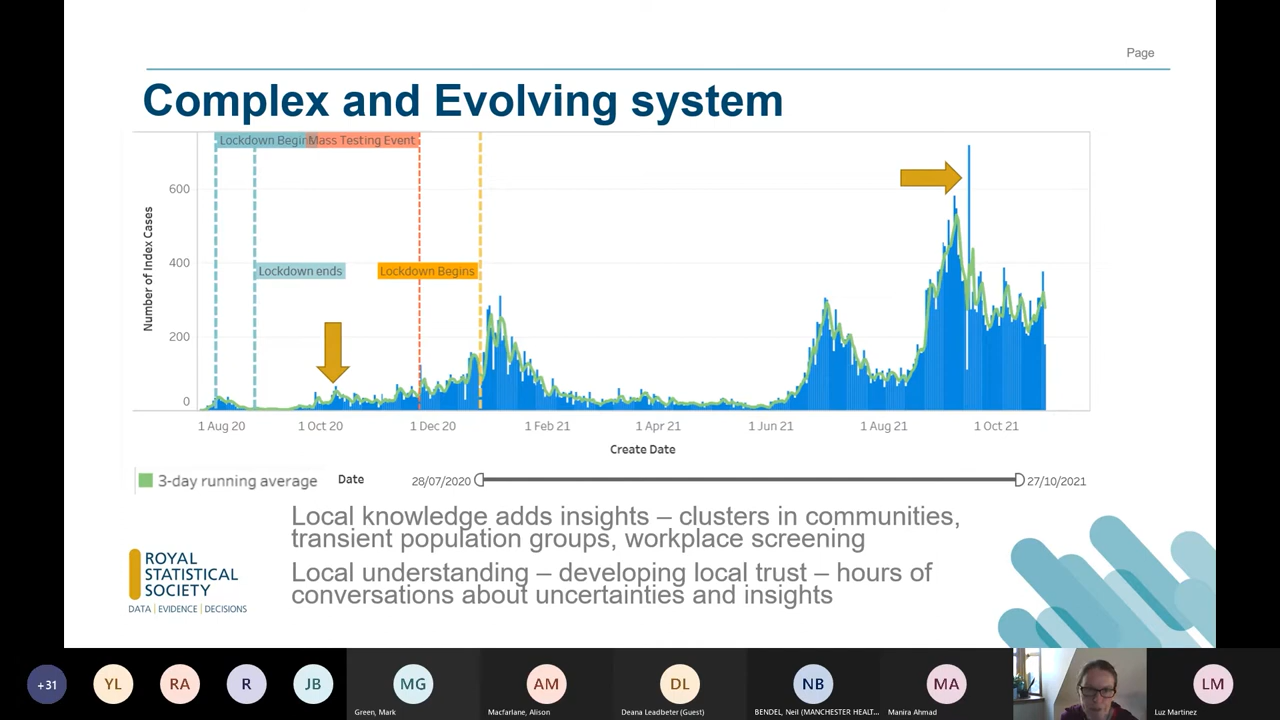 Page
Complex and Evolving system
Lockdown Begin
Mass Testing Event
Lockdown ends
Lockdown Begins
Number of Index Cases
600
400
200
0
1 Aug 20
1 Oct 20
1 Dec 20
1 Feb 21
1 Apr 21
1 Jun 21
1 Aug 21
1 Oct 21
Create Date
3-day running average
Date
28/07/2020
27/10/2021
Local knowledge adds insights – clusters in communities,
transient population groups, workplace screening
Local understanding – developing local trust – hours of
conversations about uncertainties and insights
ROYAL
STATISTICAL
SOCIETY
DATA | EVIDENCE | DECISIONS
+31
YL
RA
R
JB
MG
Green, Mark
AM
Macfarlane, Alison
DL
Deana Leadbeter (Guest)
NB
BENDEL, Neil (MANCHESTER HEALT...
MA
Manira Ahmad
LM
Luz Martinez